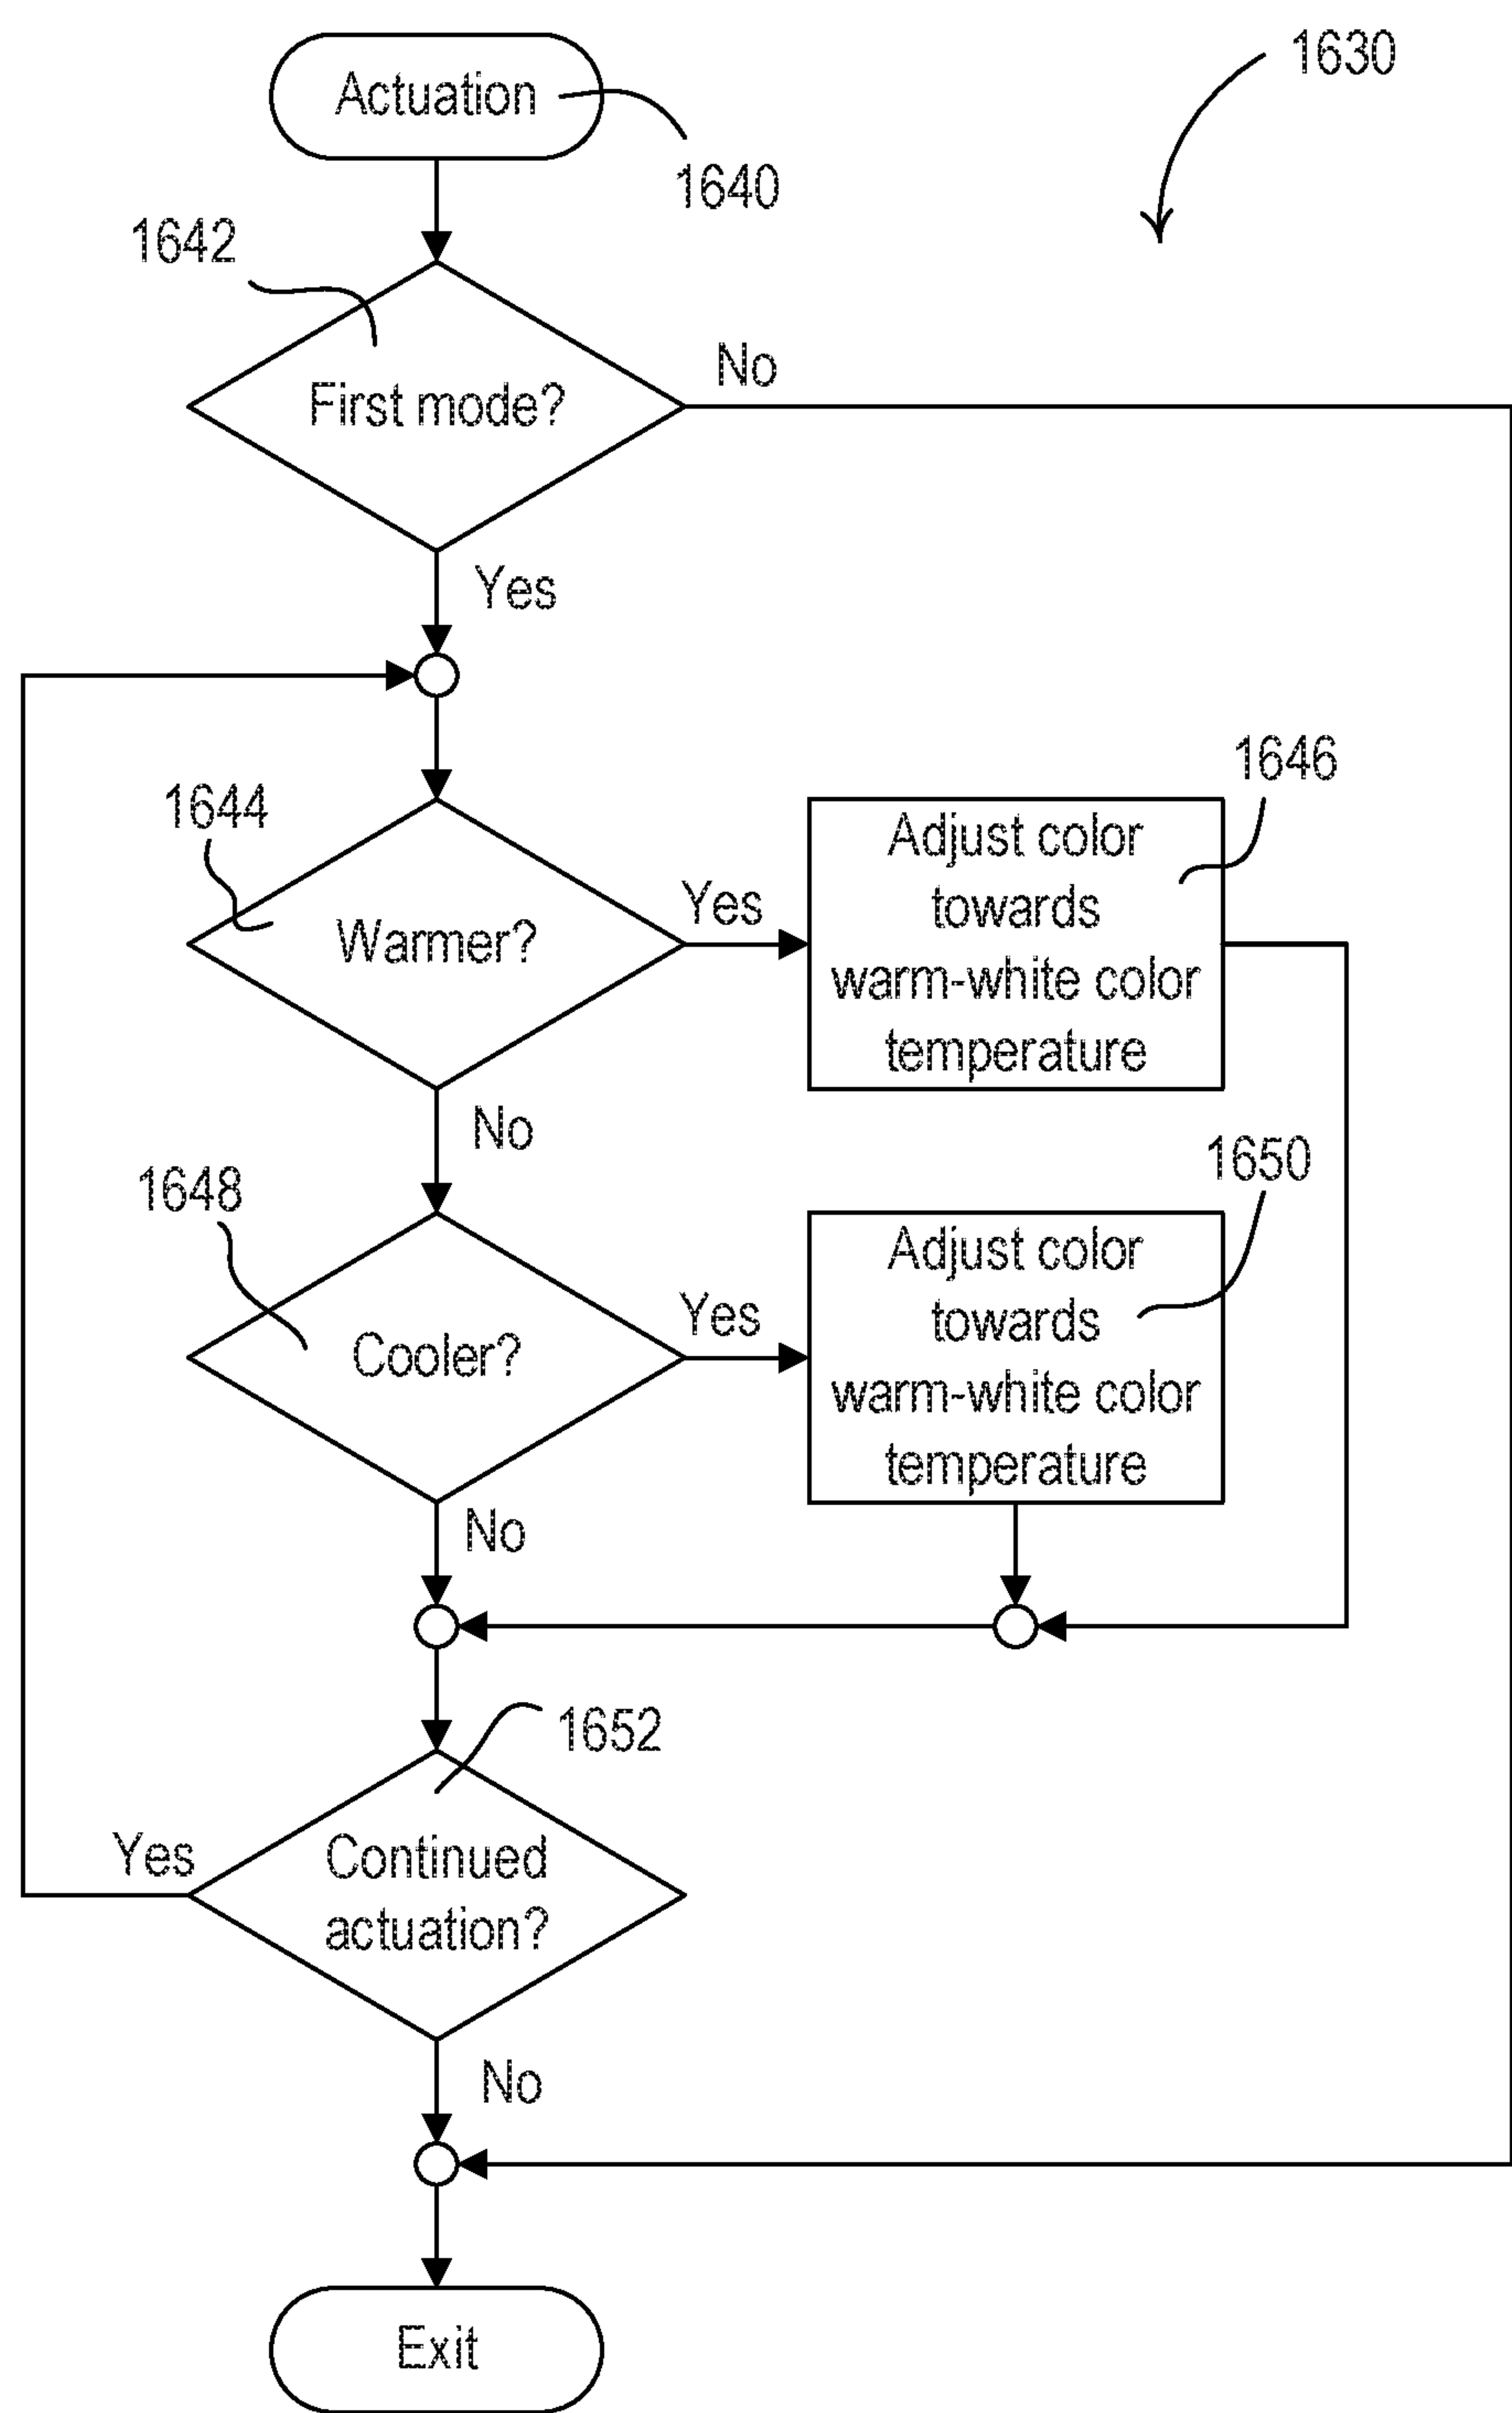 1630
Actuation
1640
1642
No
First mode?
Yes
1644
1646
Adjust color
towards
warm-white color
temperature
Yes
Warmer?
No
1648
1650
Adjust color
towards
warm-white color
temperature
Yes
Cooler?
No
1652
Yes
Continued
actuation?
No
Exit